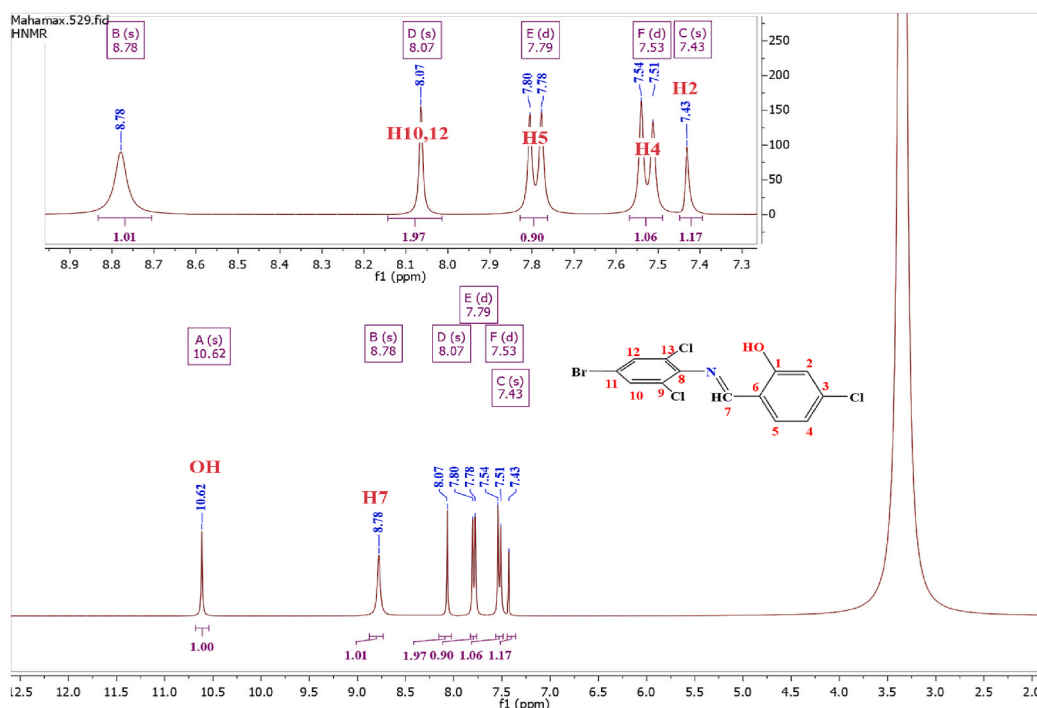 Mahamax.529.fid
HNMR
B (s)
8.78
D (s)
8.07
E (d)
7.79
F (d)
7.53
C (s)
7.43
8.78
8.07
7.80
7.78
7.54
7.51
7.43
H10,12
H5
H4
H2
250
200
150
100
50
0
1.01
1.97
0.90
1.06
1.17
8.9 8.8 8.7 8.6 8.5 8.4 8.3 8.2 8.1 8.0 7.9 7.8 7.7 7.6 7.5 7.4 7.3
f1 (ppm)
E (d)
7.79
A (s)
10.62
B (s)
8.78
D (s)
8.07
F (d)
7.53
C (s)
7.43
HO
Cl
12
13
1
2
Br
N
8
6
3
Cl
11
10
9
Cl
HC
7
5
4
OH
H7
10.62
8.78
8.07
7.80
7.78
7.54
7.51
7.43
1.00
1.01
1.97
0.90
1.06
1.17
12.5 12.0 11.5 11.0 10.5 10.0 9.5 9.0 8.5 8.0 7.5 7.0 6.5 6.0 5.5 5.0 4.5 4.0 3.5 3.0 2.5 2.0
f1 (ppm)